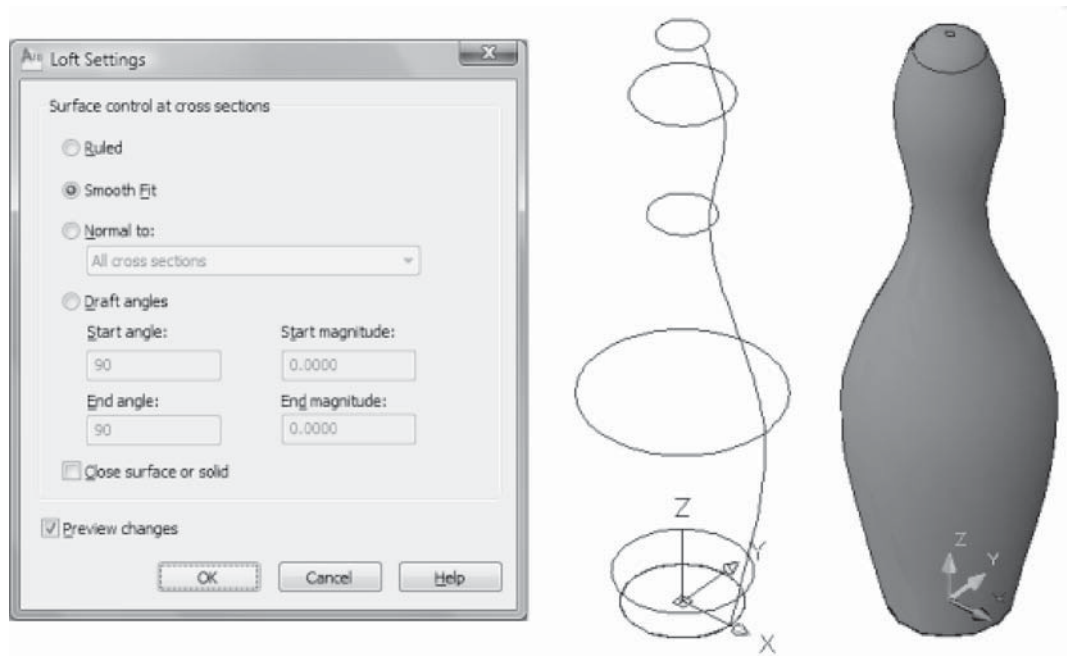 Loft Settings
Surface control at cross sections
Ruled
Smooth Fit
Normal to:
All cross sections
Draft angles
Start angle:
Start magnitude:
90
0.0000
End angle:
End magnitude:
90
0.0000
Close surface or solid
Preview changes
OK
Cancel
Help
Z
Y
X
Z
Y
X